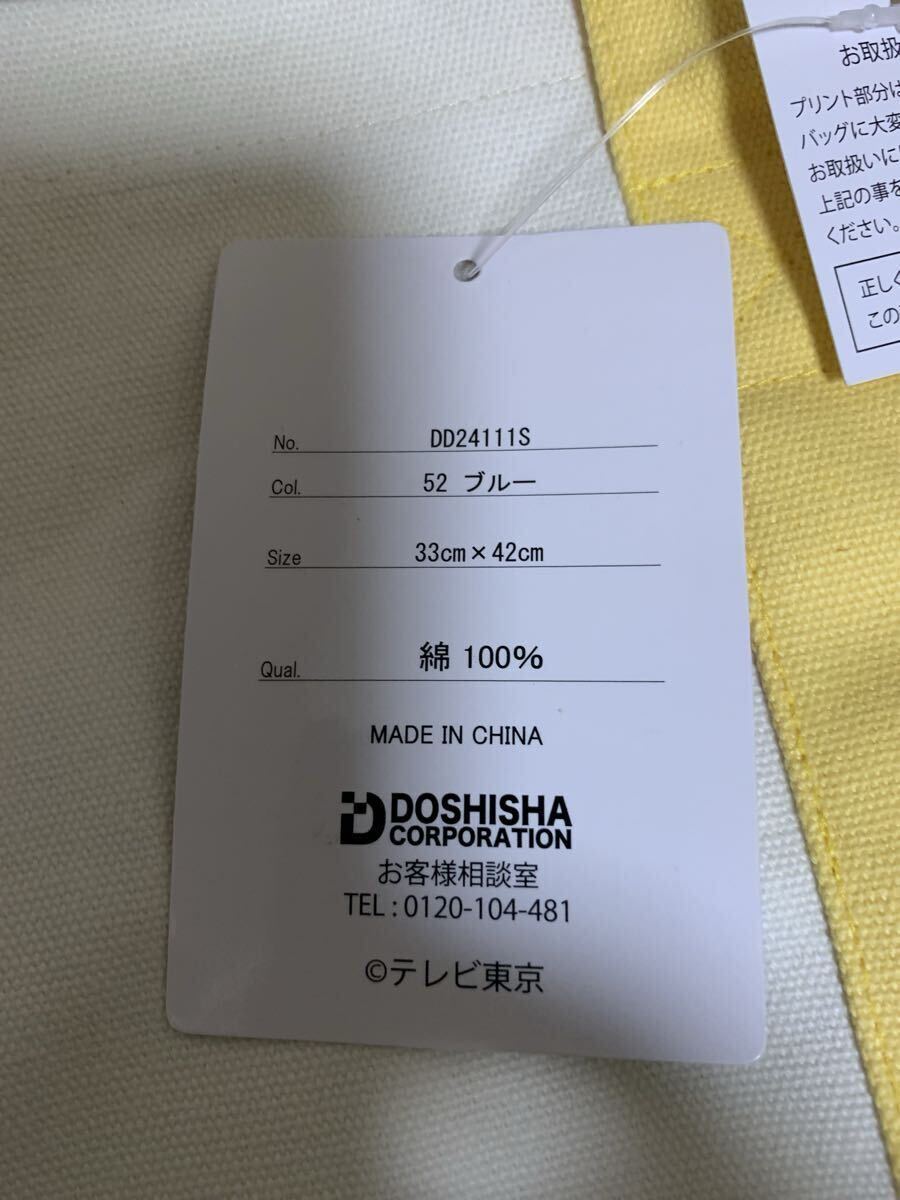 No. DD24111S
Col. 52 ブルー
Size 33cm×42cm
Qual. 綿 100%
MADE IN CHINA
D DOSHISHA
CORPORATION
お客様相談室
TEL : 0120-104-481
©テレビ東京
お取扱
プリント部分は
バッグに大変
お取扱いに
上記の事を
ください。
正しく
この